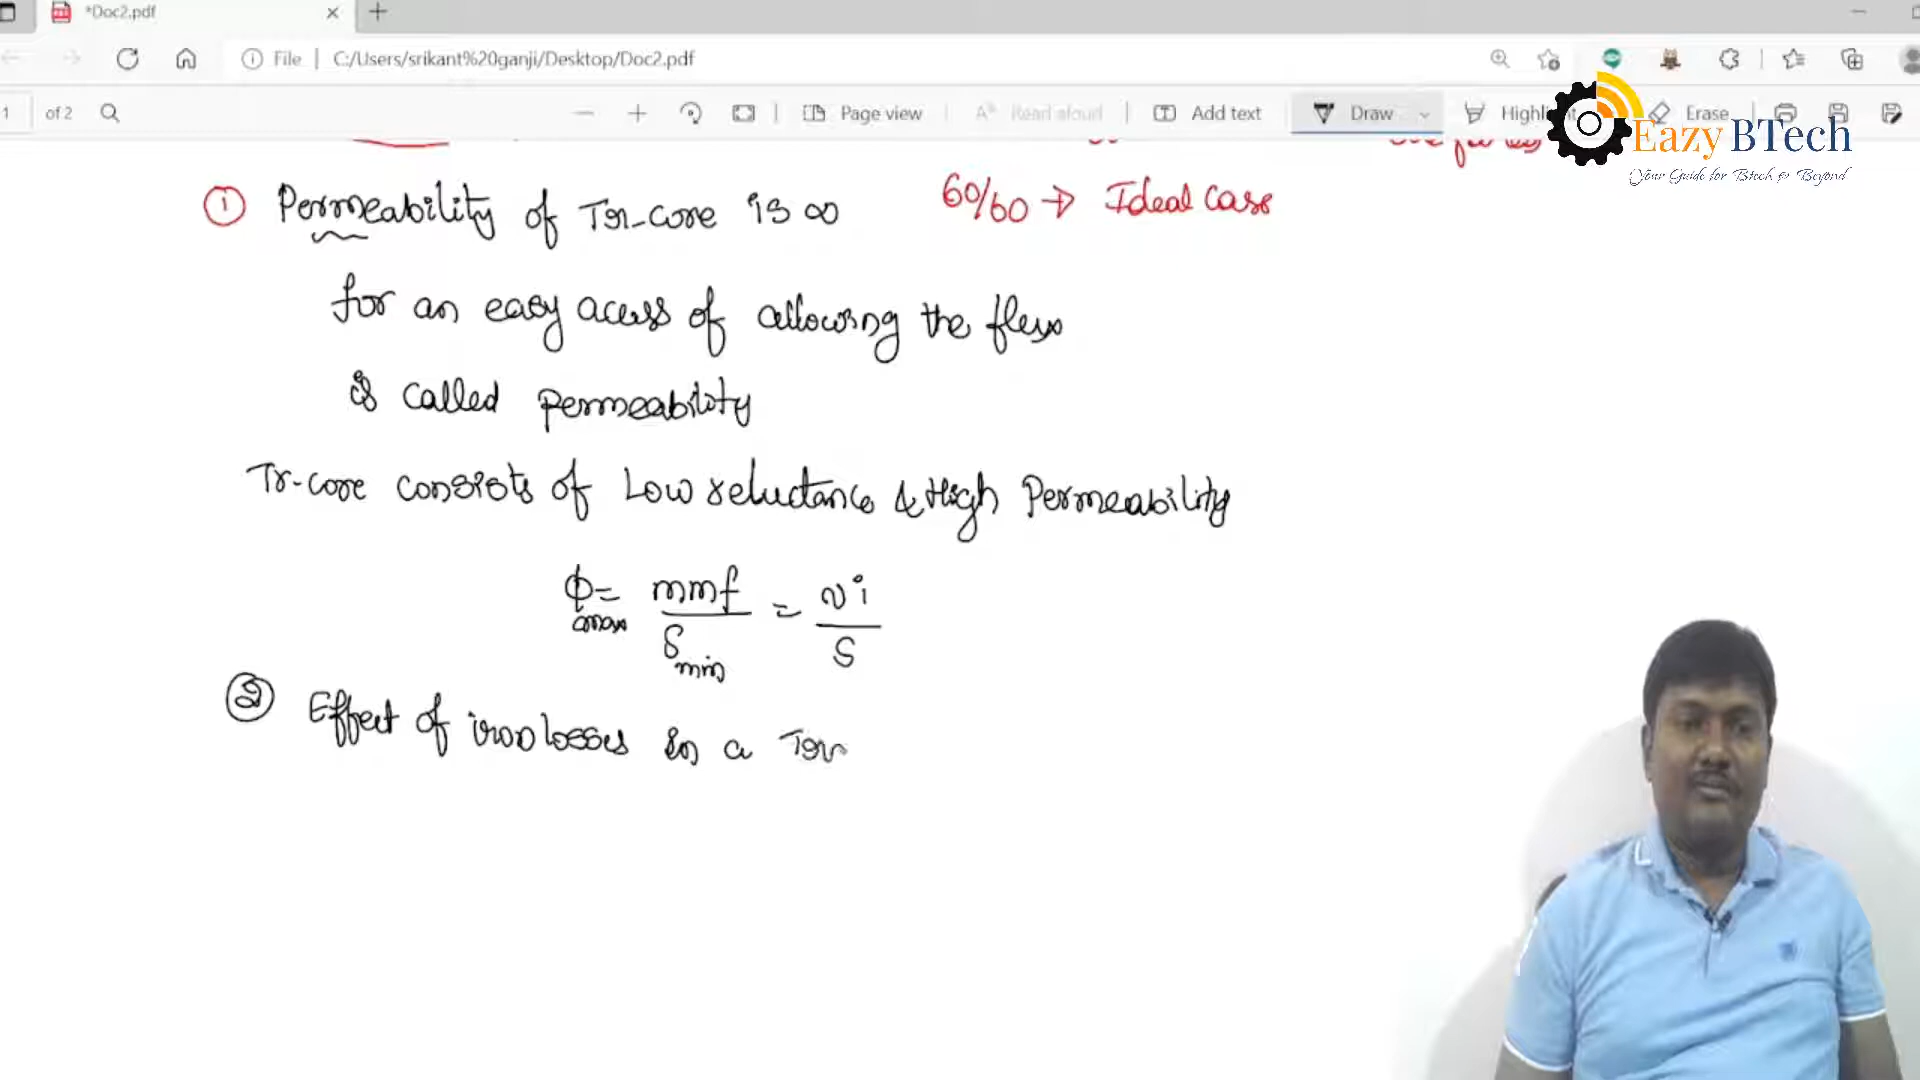 *Doc2.pdf
File | C:/Users/srikant%20ganji/Desktop/Doc2.pdf
1 of 2 Page view Read aloud Add text Draw Highlight Erase
Eazy BTech
Your Guide for Btech & Beyond
① Permeability of Tr-core is ∞ 60/60 → Ideal case
for an easy acess of allowing the flux
is called permeability
Tr-core consists of Low reluctance & High Permeability
ϕmax = mmf / Smin = Ni / S
② Effect of iron losses in a Tr